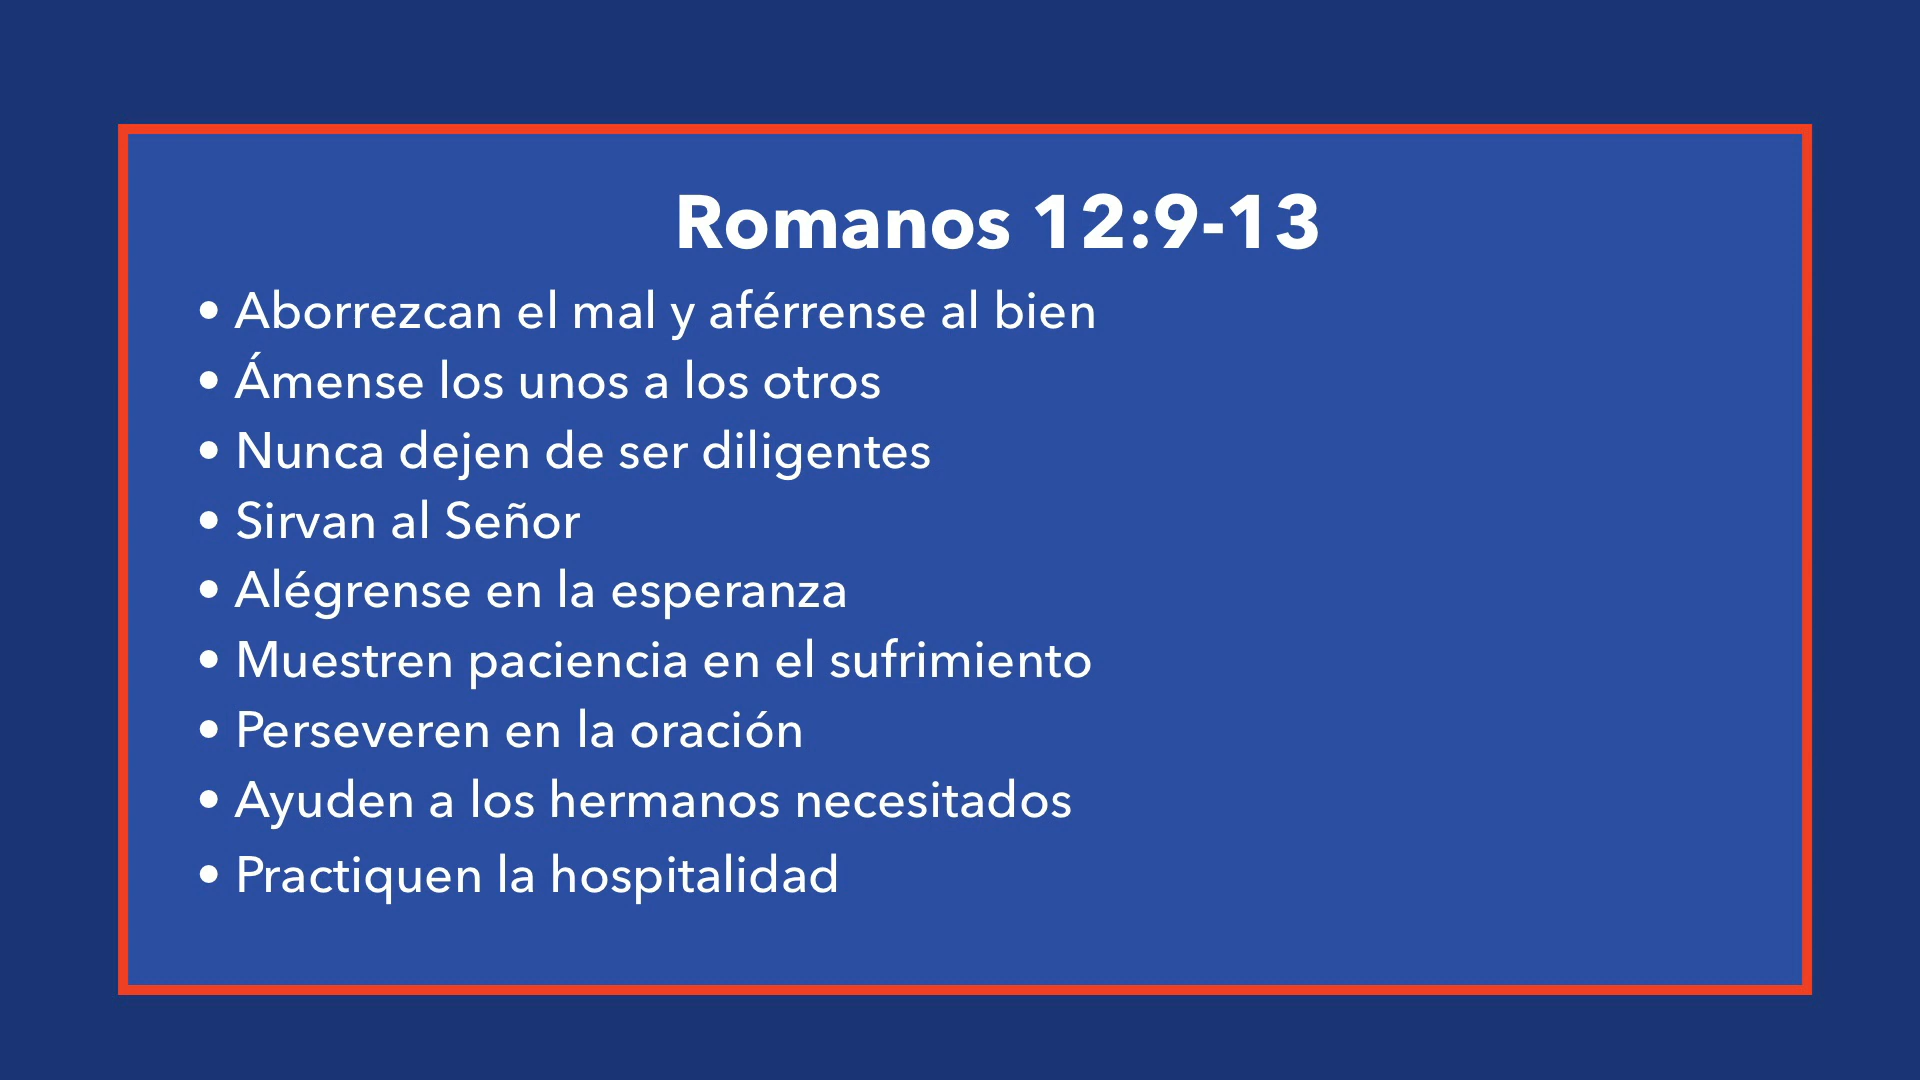 Romanos 12:9-13
• Aborrezcan el mal y aférrense al bien
• Ámense los unos a los otros
• Nunca dejen de ser diligentes
• Sirvan al Señor
• Alégrense en la esperanza
• Muestren paciencia en el sufrimiento
• Perseveren en la oración
• Ayuden a los hermanos necesitados
• Practiquen la hospitalidad